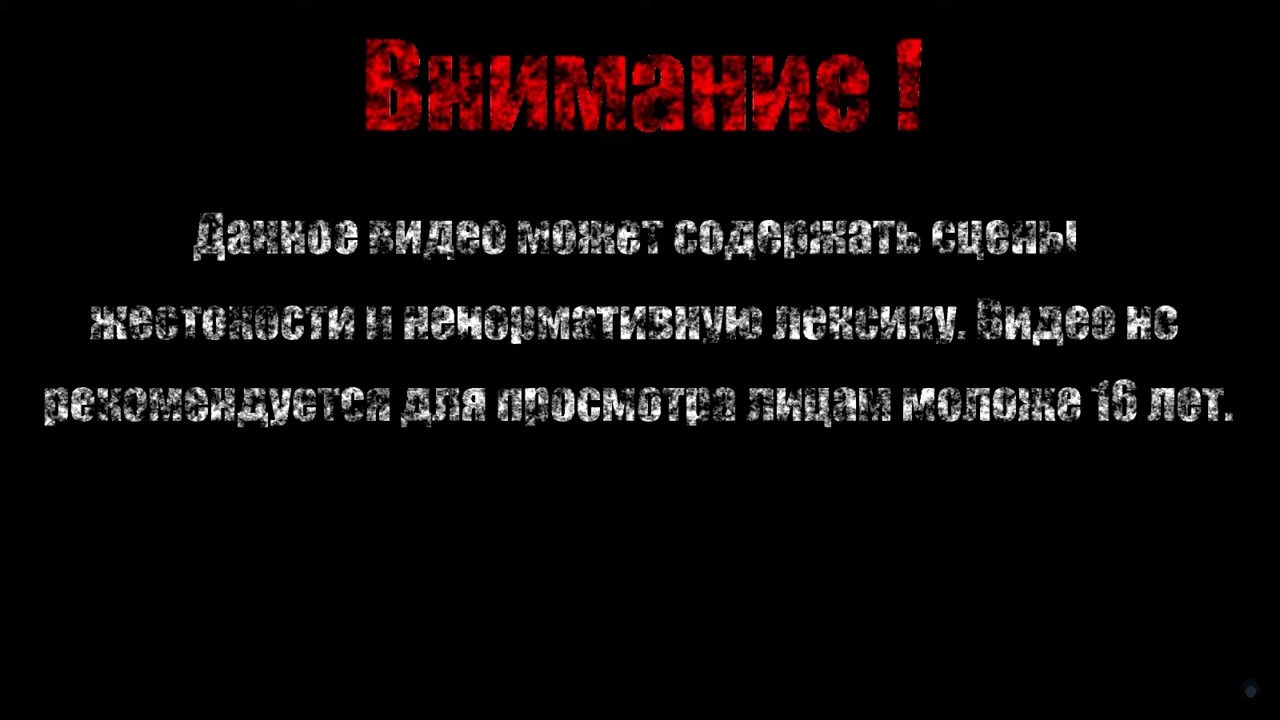 Внимание !
Данное видео может содержать сцены
жестокости и ненормативную лексику. Видео не
рекомендуется для просмотра лицам моложе 16 лет.